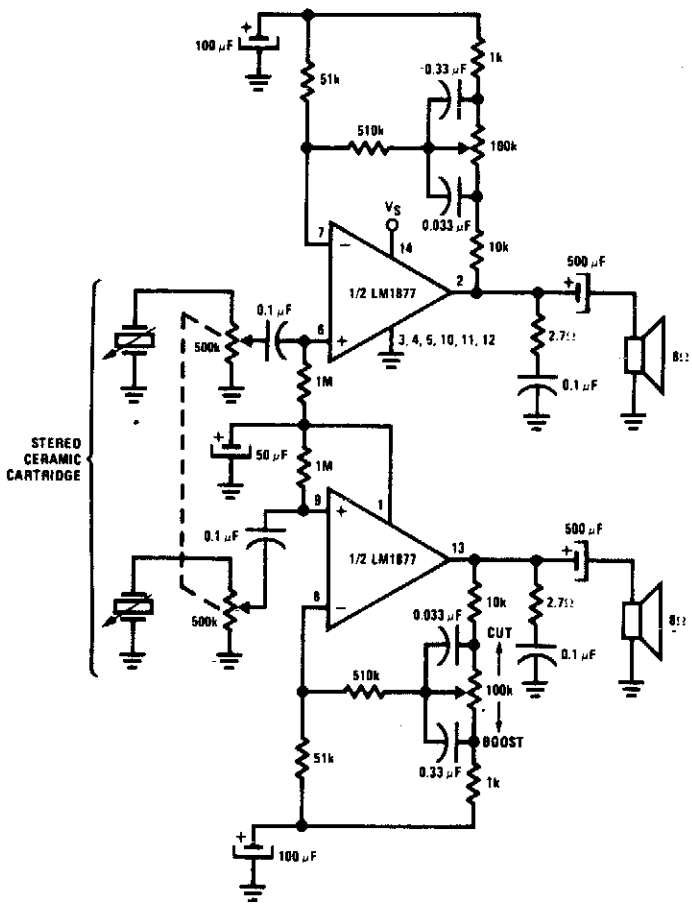 100 μF
51k
0.33 μF
1k
510k
100k
0.033 μF
10k
7
VS
14
1/2 LM1877
2
500 μF
0.1 μF
6
3, 4, 5, 10, 11, 12
500k
1M
2.7Ω
0.1 μF
8Ω
STEREO
CERAMIC
CARTRIDGE
50 μF
1M
9
1
0.1 μF
1/2 LM1877
13
500 μF
500k
8
10k
2.7Ω
0.033 μF
CUT
0.1 μF
8Ω
510k
100k
BOOST
51k
0.33 μF
1k
100 μF